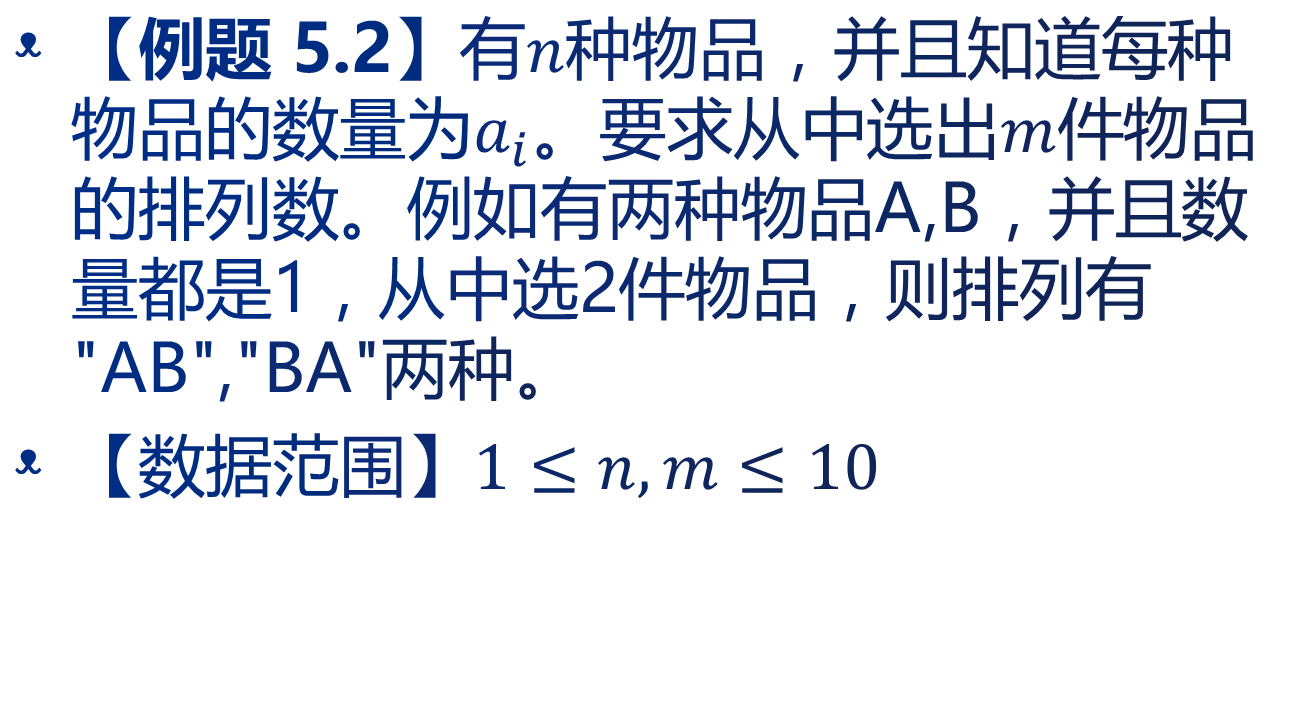 【例题 5.2】有n种物品，并且知道每种
物品的数量为aᵢ。要求从中选出m件物品
的排列数。例如有两种物品A,B，并且数
量都是1，从中选2件物品，则排列有
"AB","BA"两种。
【数据范围】1 ≤ n, m ≤ 10